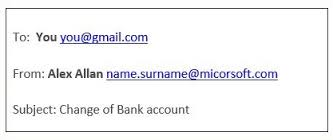 To: You you@gmail.com
From: Alex Allan name.surname@micorsoft.com
Subject: Change of Bank account